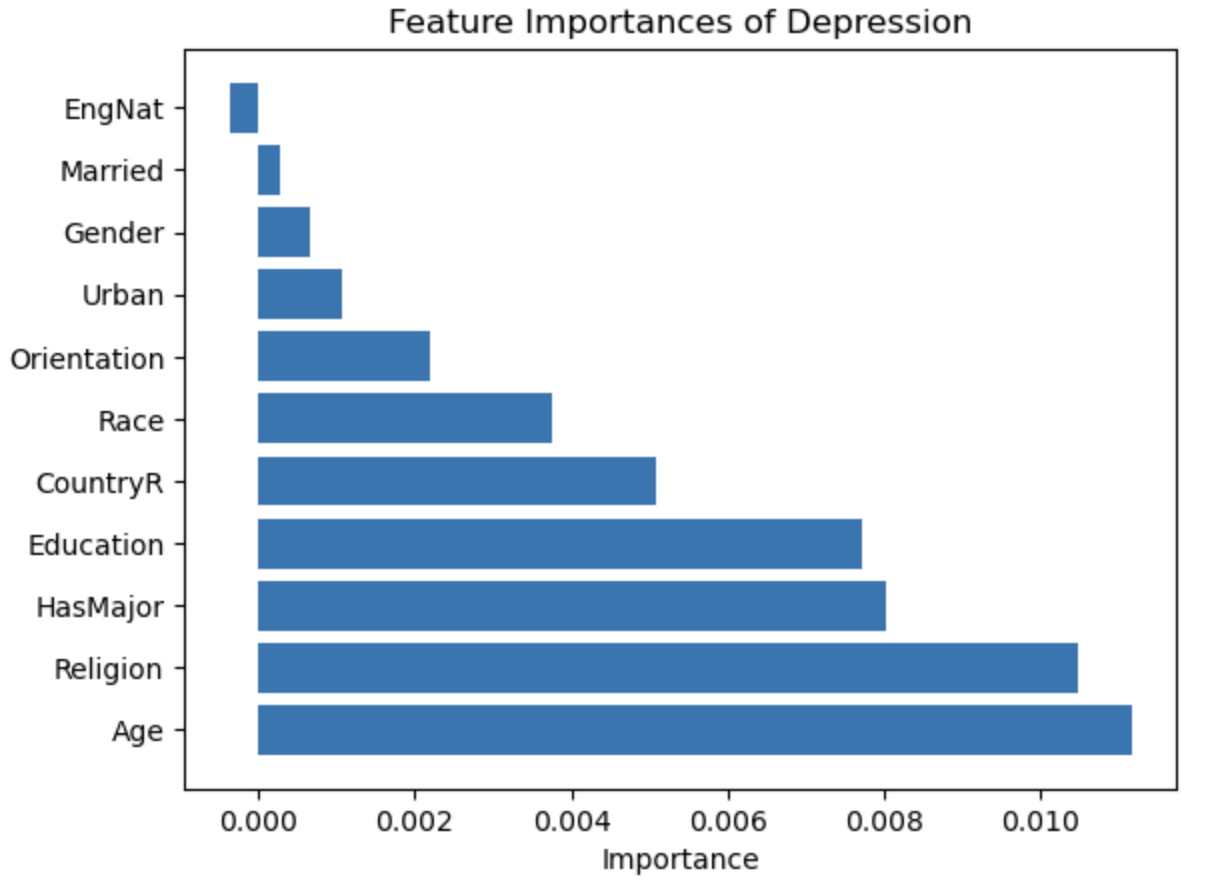 Feature Importances of Depression
EngNat
Married
Gender
Urban
Orientation
Race
CountryR
Education
HasMajor
Religion
Age
0.000 0.002 0.004 0.006 0.008 0.010
Importance